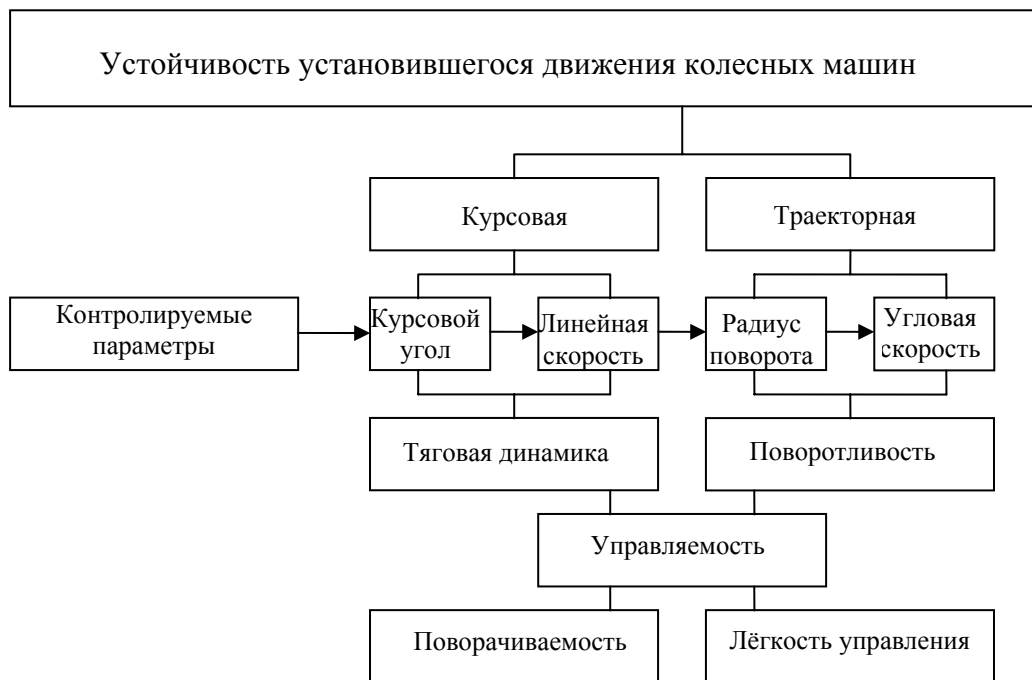 Устойчивость установившегося движения колесных машин
Курсовая
Траекторная
Контролируемые
параметры
Курсовой
угол
Линейная
скорость
Радиус
поворота
Угловая
скорость
Тяговая динамика
Поворотливость
Управляемость
Поворачиваемость
Лёгкость управления